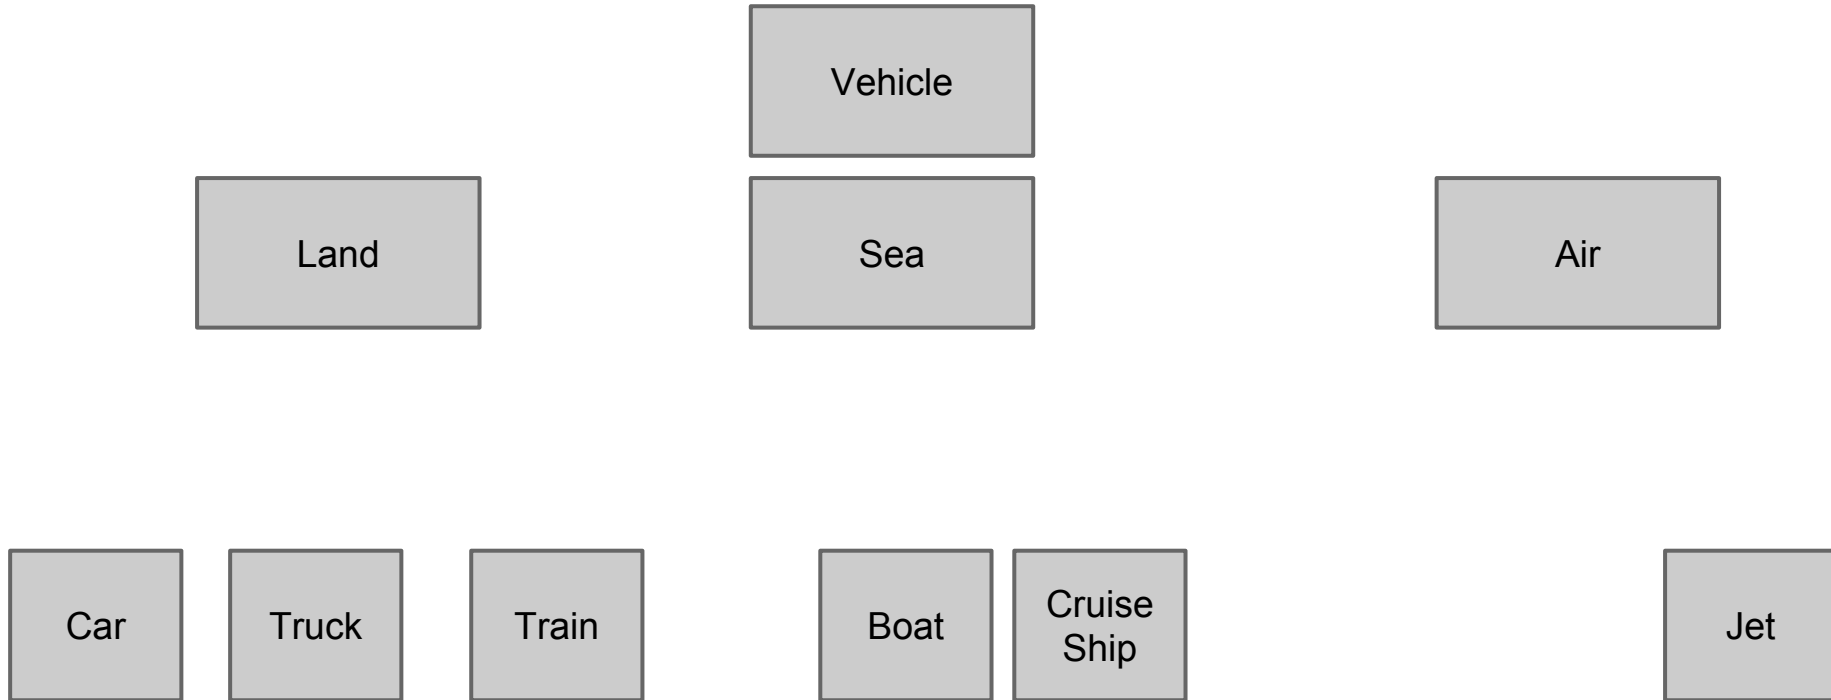 Vehicle
Land
Sea
Air
Car
Truck
Train
Boat
Cruise
Ship
Jet